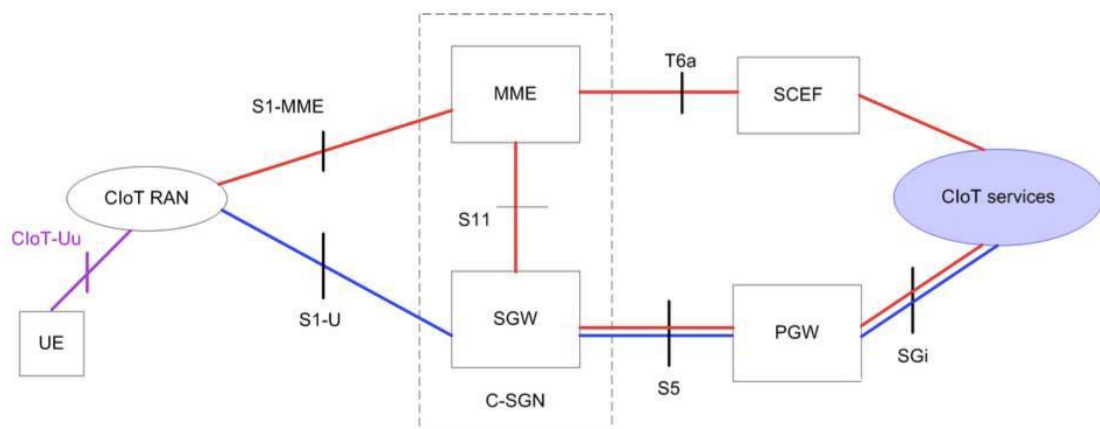 T6a
MME
SCEF
S1-MME
CIoT RAN
CIoT services
S11
CIoT-Uu
S1-U
SGW
PGW
UE
SGi
S5
C-SGN